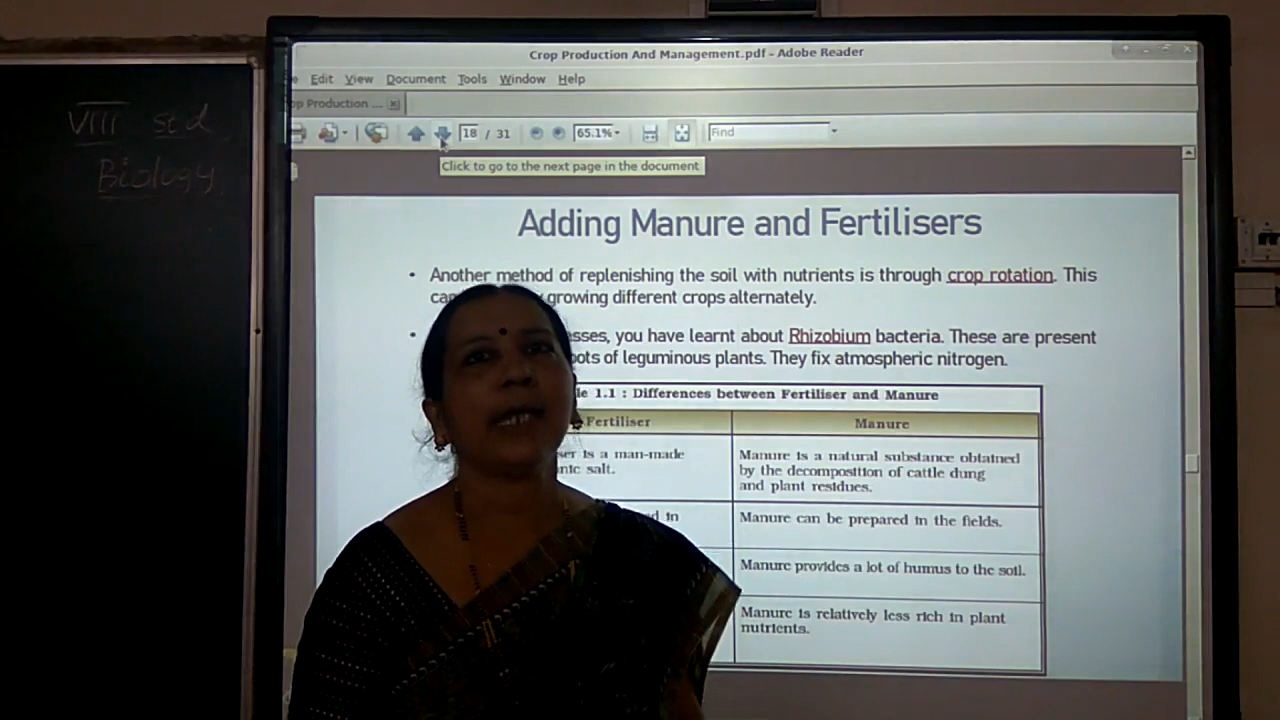 VIII std
Biology
Crop Production And Management.pdf - Adobe Reader
Edit View Document Tools Window Help
op Production ...
18 / 31 65.1% Find
Click to go to the next page in the document
Adding Manure and Fertilisers
• Another method of replenishing the soil with nutrients is through crop rotation. This
growing different crops alternately.
• you have learnt about Rhizobium bacteria. These are present
of leguminous plants. They fix atmospheric nitrogen.
1.1 : Differences between Fertiliser and Manure
Fertiliser Manure
is a man-made
salt.
Manure is a natural substance obtained
by the decomposition of cattle dung
and plant residues.
in
Manure can be prepared in the fields.
Manure provides a lot of humus to the soil.
Manure is relatively less rich in plant
nutrients.